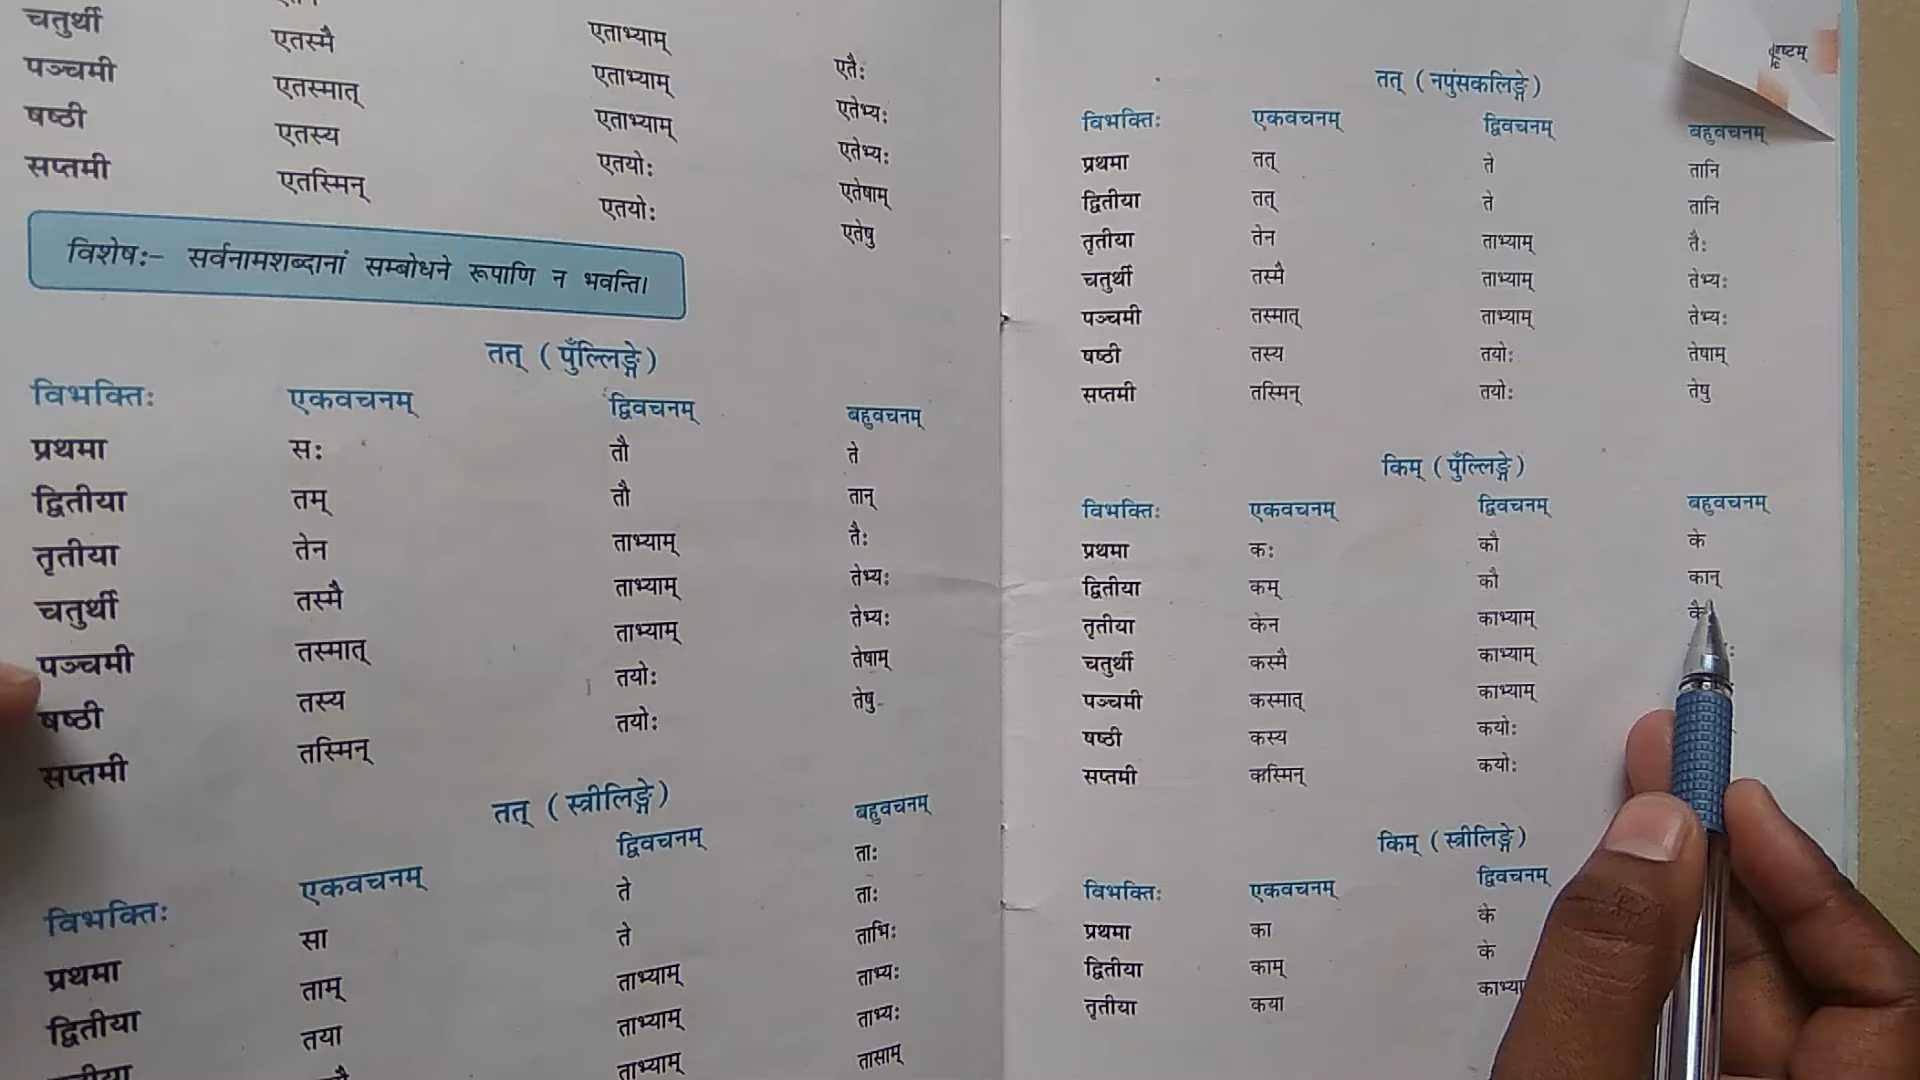 चतुर्थी एतस्मै एताभ्याम् एतैः
पञ्चमी एतस्मात् एताभ्याम् एतेभ्यः
षष्ठी एतस्य एताभ्याम् एतेभ्यः
सप्तमी एतस्मिन् एतयोः एतेषाम्
एतयोः एतेषु
विशेषः- सर्वनामशब्दानां सम्बोधने रूपाणि न भवन्ति।
तत् ( पुँल्लिङ्गे )
विभक्तिः एकवचनम् द्विवचनम् बहुवचनम्
प्रथमा सः तौ ते
द्वितीया तम् तौ तान्
तृतीया तेन ताभ्याम् तैः
चतुर्थी तस्मै ताभ्याम् तेभ्यः
पञ्चमी तस्मात् ताभ्याम् तेभ्यः
षष्ठी तस्य तयोः तेषाम्
सप्तमी तस्मिन् तयोः तेषु
तत् ( स्त्रीलिङ्गे )
विभक्तिः एकवचनम् द्विवचनम् बहुवचनम्
प्रथमा सा ते ताः
द्वितीया ताम् ते ताः
तया ताभ्याम् ताभिः
ताभ्याम् ताभ्यः
ताभ्याम् ताभ्यः
तासाम्
तत् ( नपुंसकलिङ्गे )
विभक्तिः एकवचनम् द्विवचनम् बहुवचनम्
प्रथमा तत् ते तानि
द्वितीया तत् ते तानि
तृतीया तेन ताभ्याम् तैः
चतुर्थी तस्मै ताभ्याम् तेभ्यः
पञ्चमी तस्मात् ताभ्याम् तेभ्यः
षष्ठी तस्य तयोः तेषाम्
सप्तमी तस्मिन् तयोः तेषु
किम् ( पुँल्लिङ्गे )
विभक्तिः एकवचनम् द्विवचनम् बहुवचनम्
प्रथमा कः कौ के
द्वितीया कम् कौ कान्
तृतीया केन काभ्याम्
चतुर्थी कस्मै काभ्याम्
पञ्चमी कस्मात् काभ्याम्
षष्ठी कस्य कयोः
सप्तमी कस्मिन् कयोः
किम् ( स्त्रीलिङ्गे )
विभक्तिः एकवचनम् द्विवचनम्
प्रथमा का के
द्वितीया काम् के
तृतीया कया